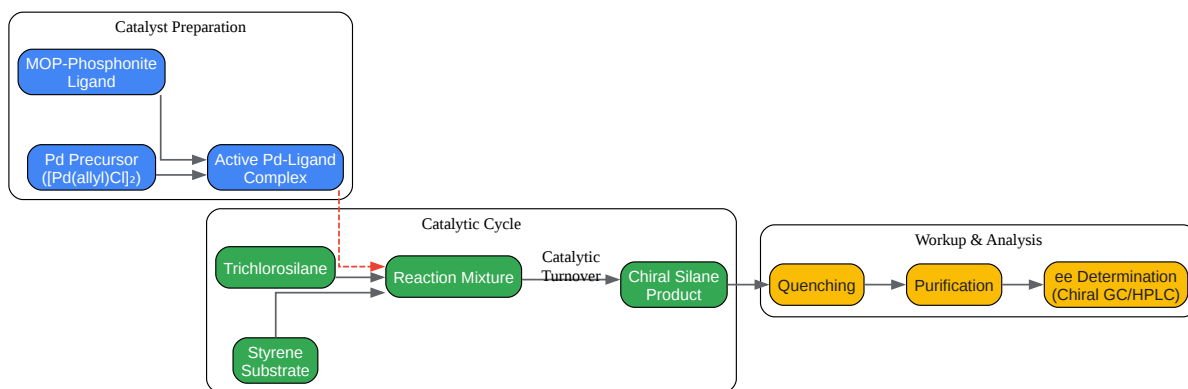 Catalyst Preparation
MOP-Phosphonite
Ligand
Pd Precursor
([Pd(allyl)Cl]₂)
Active Pd-Ligand
Complex
Catalytic Cycle
Trichlorosilane
Reaction Mixture
Catalytic
Turnover
Chiral Silane
Product
Styrene
Substrate
Workup & Analysis
Quenching
Purification
ee Determination
(Chiral GC/HPLC)